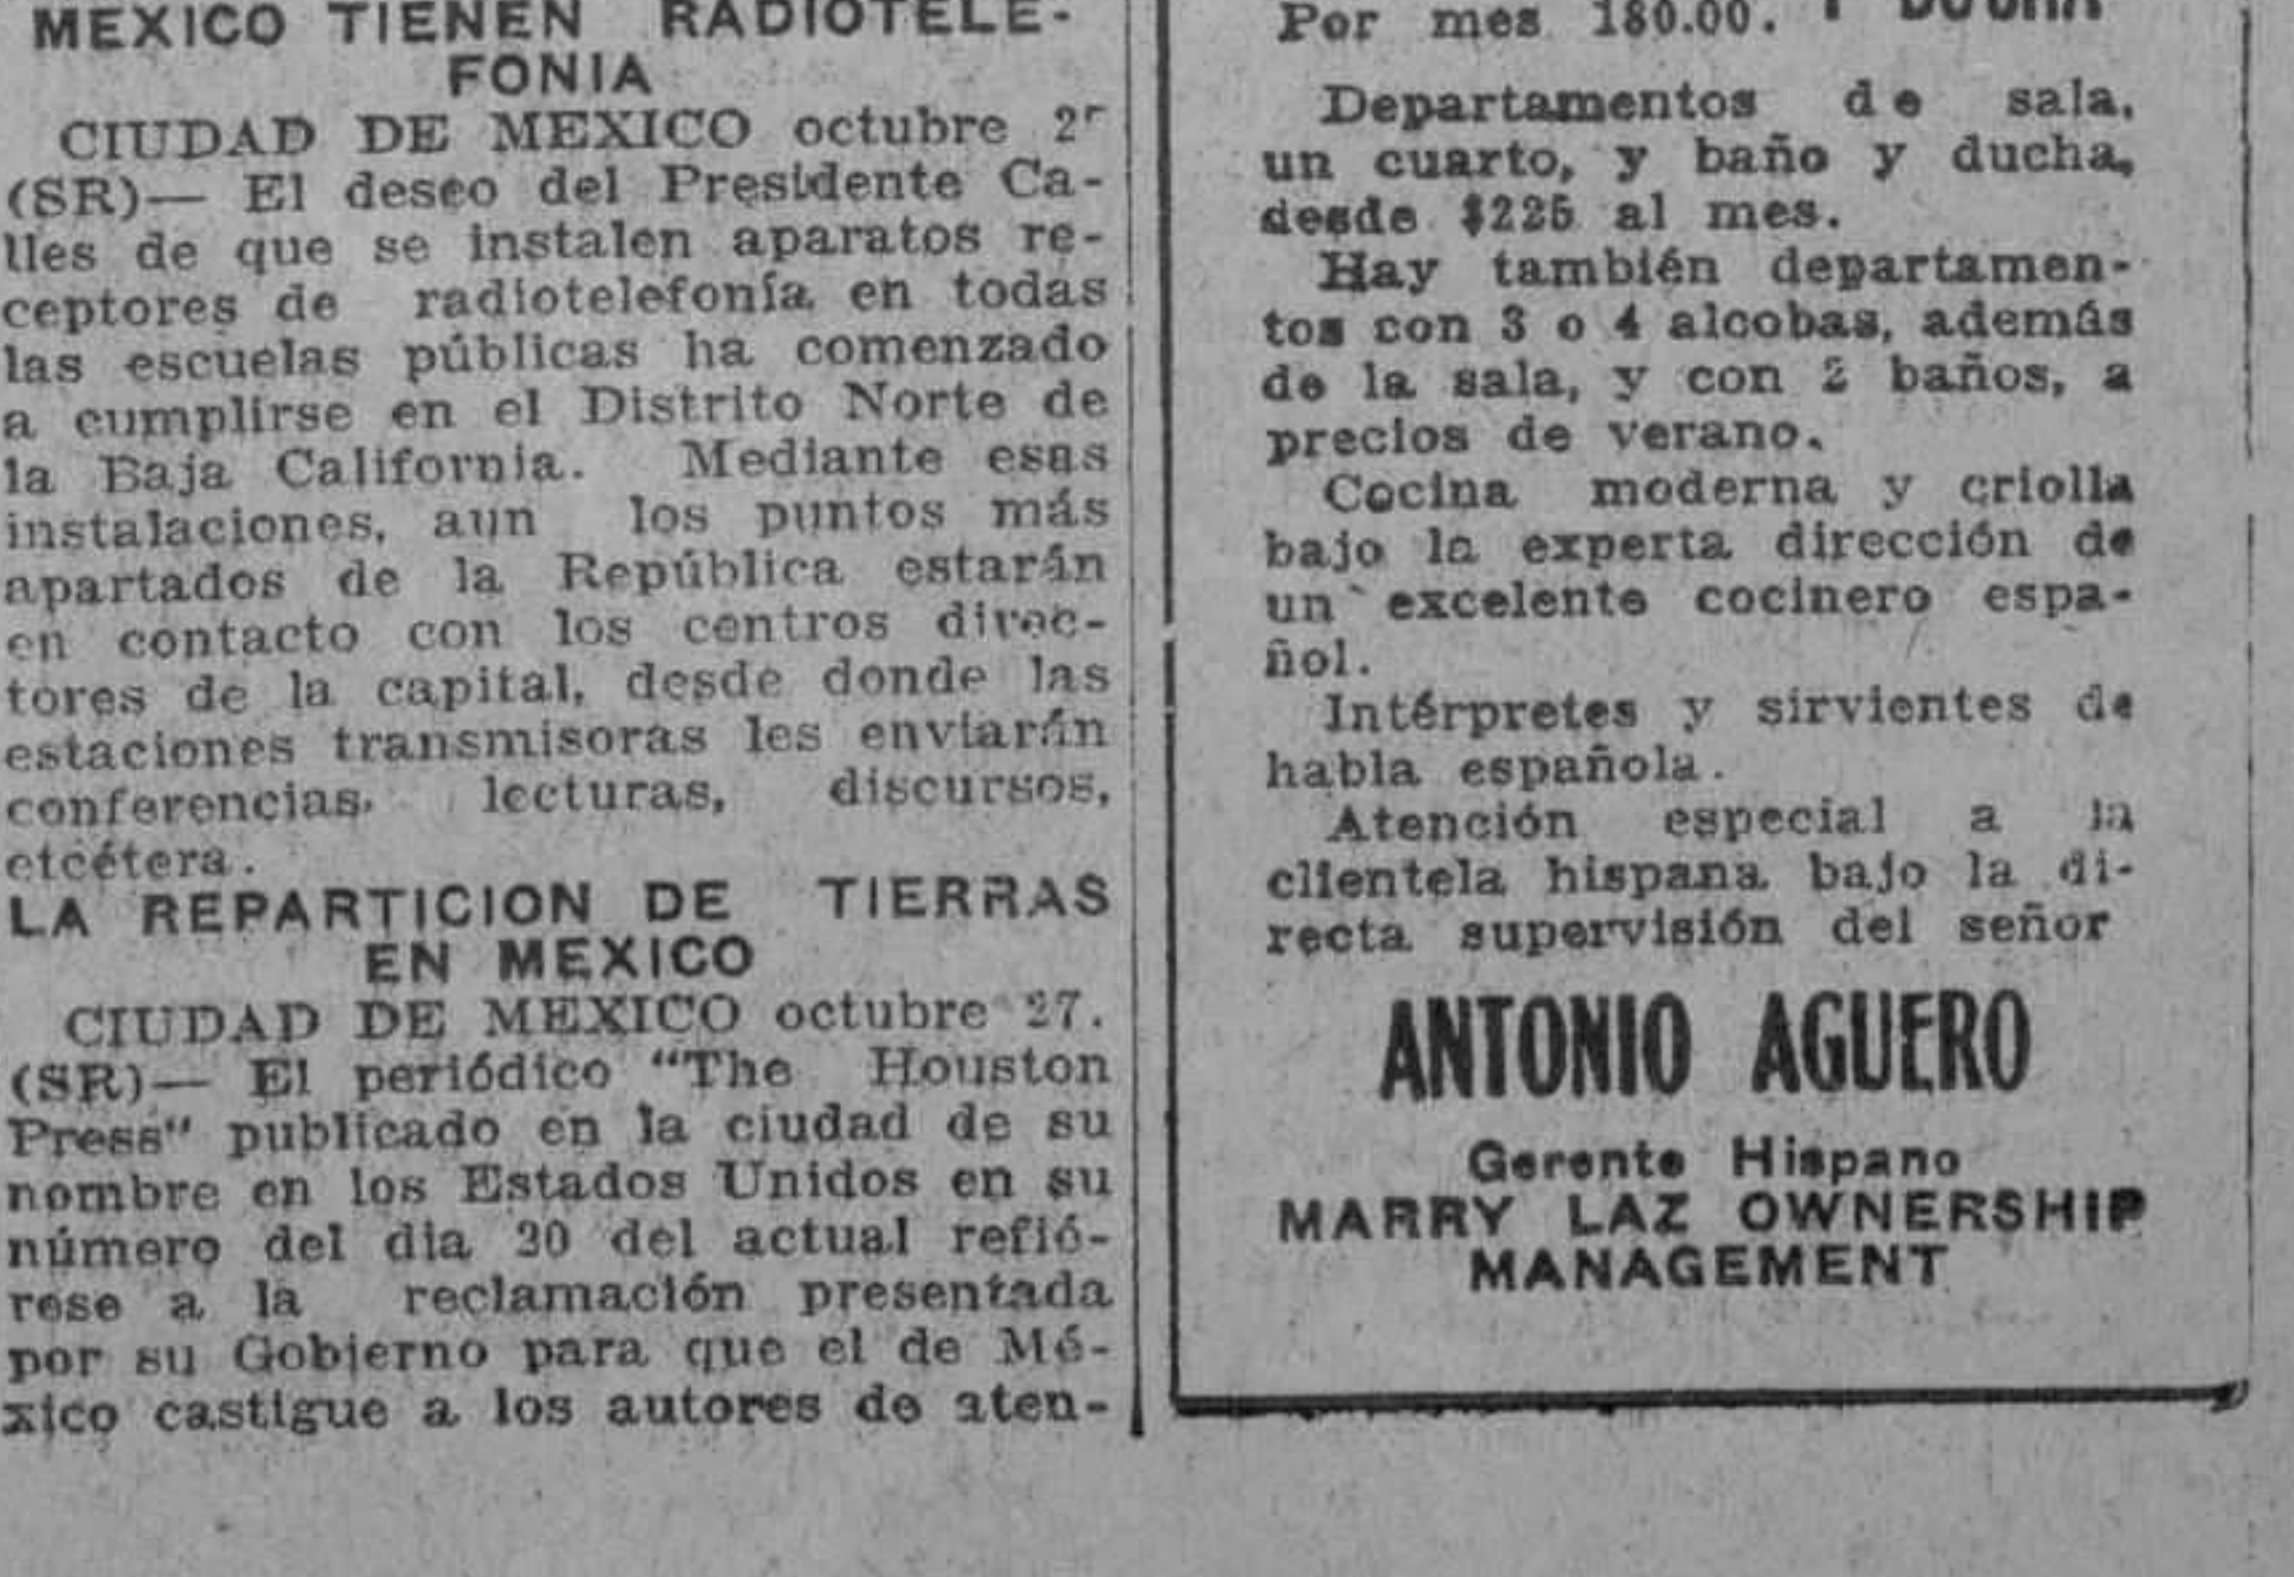 MEXICO TIENEN RADIOTELE-
FONIA
CIUDAD DE MEXICO octubre
(SR)— El deseo del Presidente Ca-
lles de que se instalen aparatos re-
ceptores de radiotelefonía en todas
las escuelas públicas ha comenzado
a cumplirse en el Distrito Norte de
la Baja California. Mediante esas
instalaciones, aun los puntos más
apartados de la República estarán
en contacto con los centros direc-
tores de la capital, desde donde las
estaciones transmisoras les enviarán
conferencias, lecturas, discursos,
etcétera.
LA REPARTICION DE TIERRAS
EN MEXICO
CIUDAD DE MEXICO octubre 27.
(SR)— El periódico "The Houston
Press" publicado en la ciudad de su
nombre en los Estados Unidos en su
número del dia 20 del actual refió-
rese a la reclamación presentada
por su Gobierno para que el de Mé-
xico castigue a los autores de aten-
Y DUCHA
Por mes 180.00.
Departamentos de sala,
un cuarto, y baño y ducha,
desde $225 al mes.
Hay también departamen-
tos con 3 o 4 alcobas, además
de la sala, y con 2 baños, a
precios de verano.
Cocina moderna y criolla
bajo la experta dirección de
un excelente cocinero espa-
ñol.
Intérpretes y sirvientes de
habla española.
Atención especial a la
clientela hispana bajo la di-
recta supervisión del señor
ANTONIO AGUERO
Gerente Hispano
MARRY LAZ OWNERSHIP
MANAGEMENT